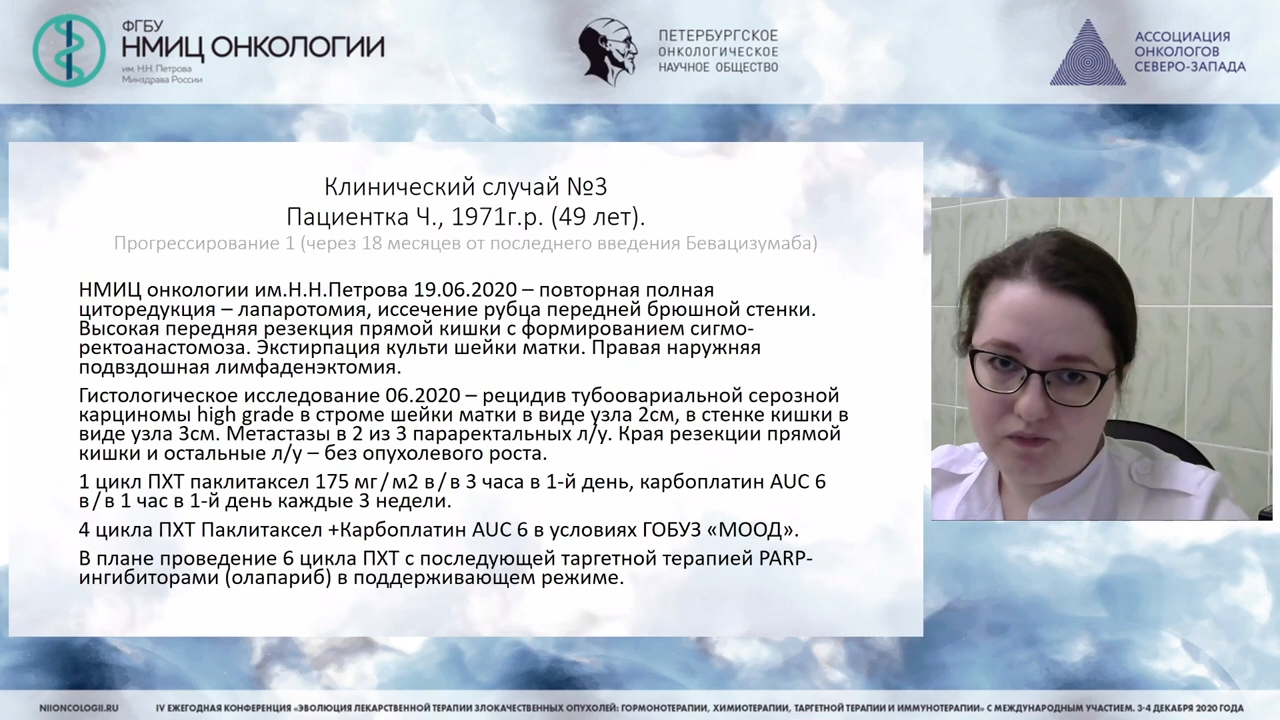 ФГБУ
НМИЦ ОНКОЛОГИИ
им. Н.Н. Петрова
Минздрава России
ПЕТЕРБУРГСКОЕ
ОНКОЛОГИЧЕСКОЕ
НАУЧНОЕ ОБЩЕСТВО
АССОЦИАЦИЯ
ОНКОЛОГОВ
СЕВЕРО-ЗАПАДА
Клинический случай №3
Пациентка Ч., 1971г.р. (49 лет).
Прогрессирование 1 (через 18 месяцев от последнего введения Бевацизумаба)
НМИЦ онкологии им.Н.Н.Петрова 19.06.2020 – повторная полная
циторедукция – лапаротомия, иссечение рубца передней брюшной стенки.
Высокая передняя резекция прямой кишки с формированием сигмо-
ректоанастомоза. Экстирпация культи шейки матки. Правая наружняя
подвздошная лимфаденэктомия.
Гистологическое исследование 06.2020 – рецидив тубоовариальной серозной
карциномы high grade в строме шейки матки в виде узла 2см, в стенке кишки в
виде узла 3см. Метастазы в 2 из 3 параректальных л/у. Края резекции прямой
кишки и остальные л/у – без опухолевого роста.
1 цикл ПХТ паклитаксел 175 мг/м2 в/в 3 часа в 1-й день, карбоплатин AUC 6
в/в 1 час в 1-й день каждые 3 недели.
4 цикла ПХТ Паклитаксел +Карбоплатин AUC 6 в условиях ГОБУЗ «МООД».
В плане проведение 6 цикла ПХТ с последующей таргетной терапией PARP-
ингибиторами (олапариб) в поддерживающем режиме.
NIIONCOLOGII.RU
IV ЕЖЕГОДНАЯ КОНФЕРЕНЦИЯ «ЭВОЛЮЦИЯ ЛЕКАРСТВЕННОЙ ТЕРАПИИ ЗЛОКАЧЕСТВЕННЫХ ОПУХОЛЕЙ: ГОРМОНОТЕРАПИИ, ХИМИОТЕРАПИИ, ТАРГЕТНОЙ ТЕРАПИИ И ИММУНОТЕРАПИИ» С МЕЖДУНАРОДНЫМ УЧАСТИЕМ. 3-4 ДЕКАБРЯ 2020 ГОДА